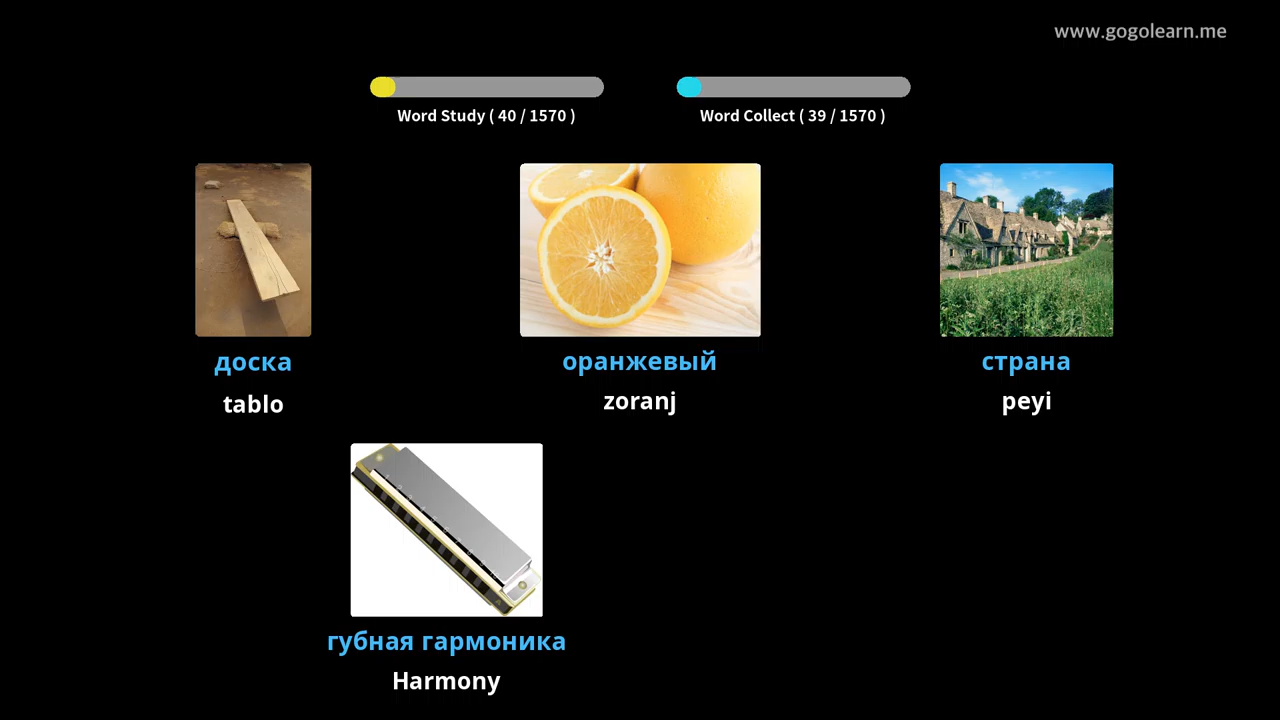 www.gogolearn.me
Word Study ( 40 / 1570 )
Word Collect ( 39 / 1570 )
доска
оранжевый
страна
tablo
zoranj
peyi
губная гармоника
Harmony